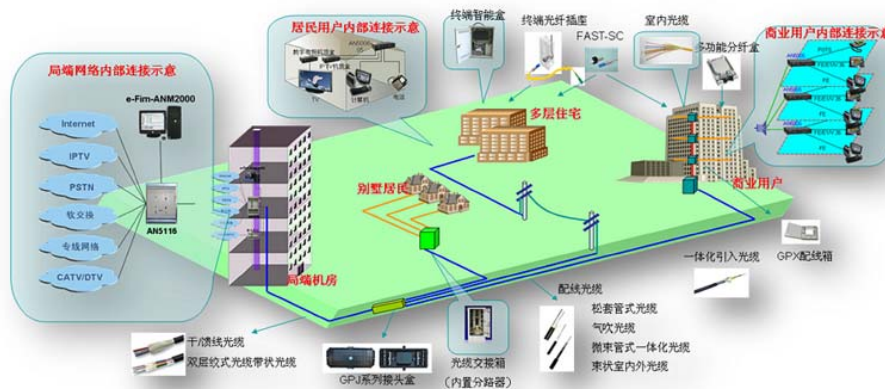 局端网络内部连接示意
e-Fim-ANM2000
Internet
IPTV
PSTN
软交换
专线网络
CATV/DTV
AN5116
局端机房
居民用户内部连接示意
AN5006
TV
计算机
电话
终端智能盒
终端光纤插座
FAST-SC
室内光缆
多功能分纤盒
商业用户内部连接示意
多层住宅
别墅居民
商业用户
GPX配线箱
一体化引入光缆
配线光缆
松套管式光缆
气吹光缆
微束管式一体化光缆
束状室内外光缆
光缆交接箱
(内置分路器)
GPJ系列接头盒
干/馈线光缆
双层绞式光缆带状光缆